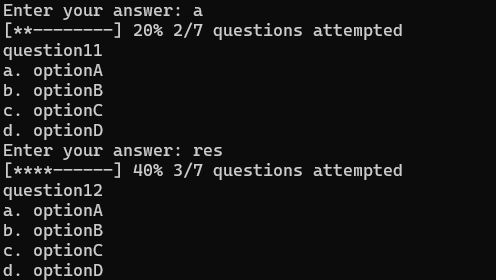 Enter your answer: a
[**--------] 20% 2/7 questions attempted
question11
a. optionA
b. optionB
c. optionC
d. optionD
Enter your answer: res
[****------] 40% 3/7 questions attempted
question12
a. optionA
b. optionB
c. optionC
d. optionD